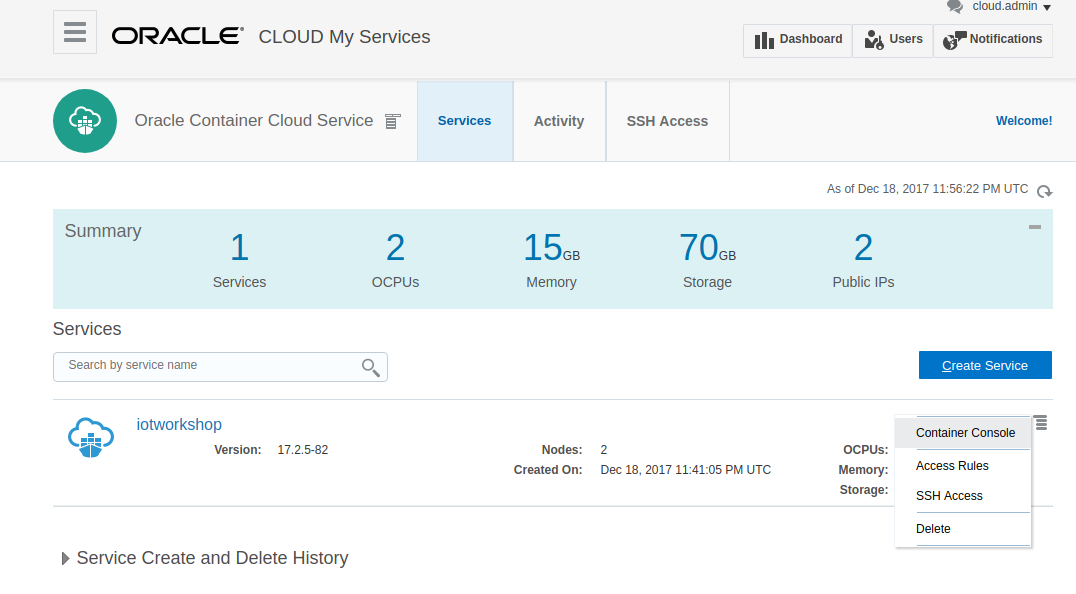 cloud.admin
ORACLE CLOUD My Services
Dashboard Users Notifications
Oracle Container Cloud Service Services Activity SSH Access Welcome!
As of Dec 18, 2017 11:56:22 PM UTC
Summary
1 2 15GB 70GB 2
Services OCPUs Memory Storage Public IPs
Services
Search by service name Create Service
iotworkshop
Version: 17.2.5-82 Nodes: 2 OCPUs:
Created On: Dec 18, 2017 11:41:05 PM UTC Memory:
Storage:
Container Console
Access Rules
SSH Access
Delete
Service Create and Delete History